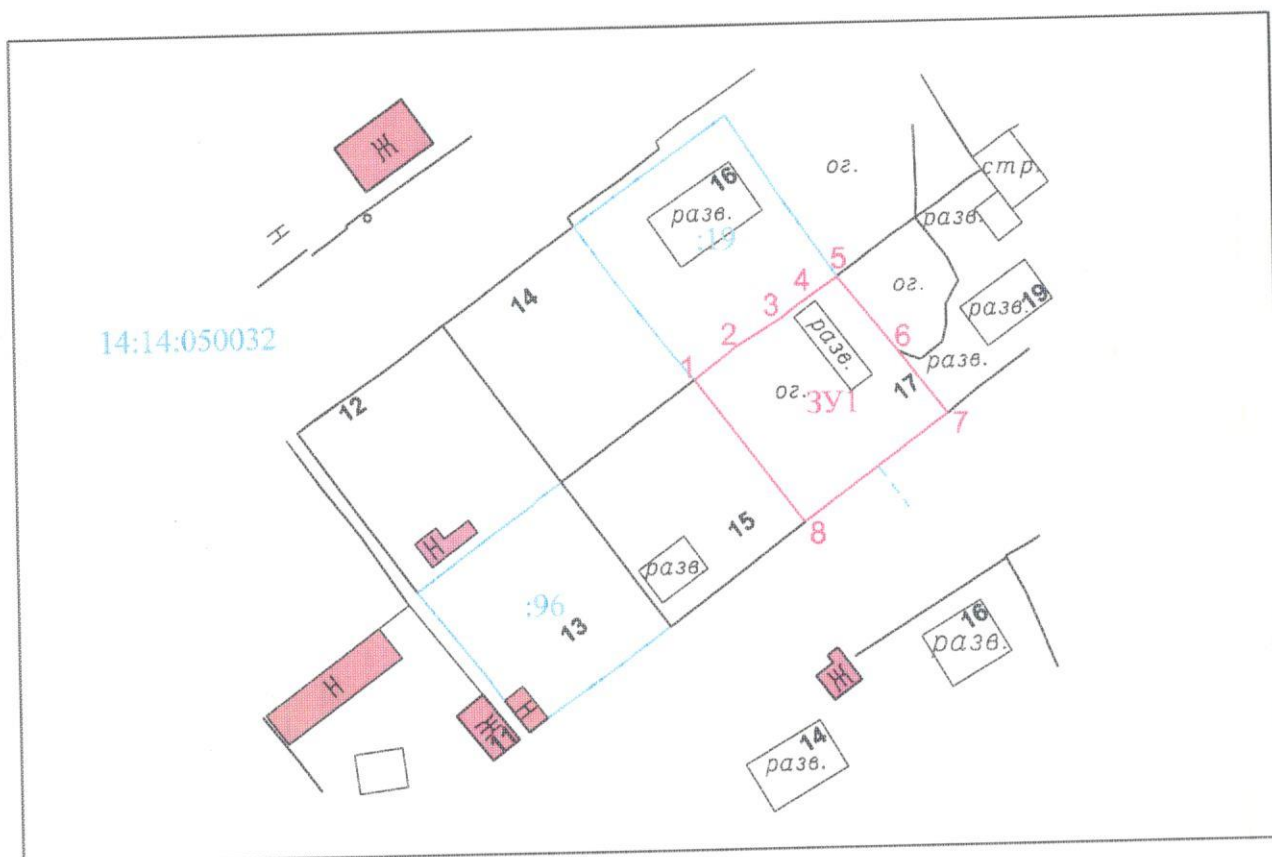 Ж
Н
16
разв.
:19
ог.
стр.
разв.
5
ог.
4
3
2
1
разв.
19
разв.
6
разв.
17
ог.
ЗУ1
7
8
14
14:14:050032
12
15
Н
разв
:96
13
Н
Н
Ж
11
16
разв.
Ж
14
разв.